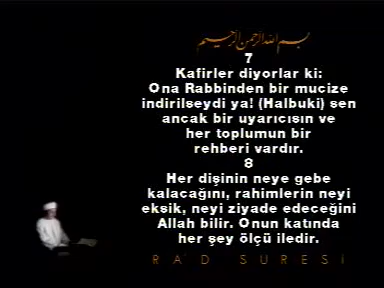 بسم الله الرحمن الرحيم
7
Kafirler diyorlar ki:
Ona Rabbinden bir mucize
indirilseydi ya! (Halbuki) sen
ancak bir uyarıcısın ve
her toplumun bir
rehberi vardır.
8
Her dişinin neye gebe
kalacağını, rahimlerin neyi
eksik, neyi ziyade edeceğini
Allah bilir. Onun katında
her şey ölçü iledir.
RA'D SURESİ